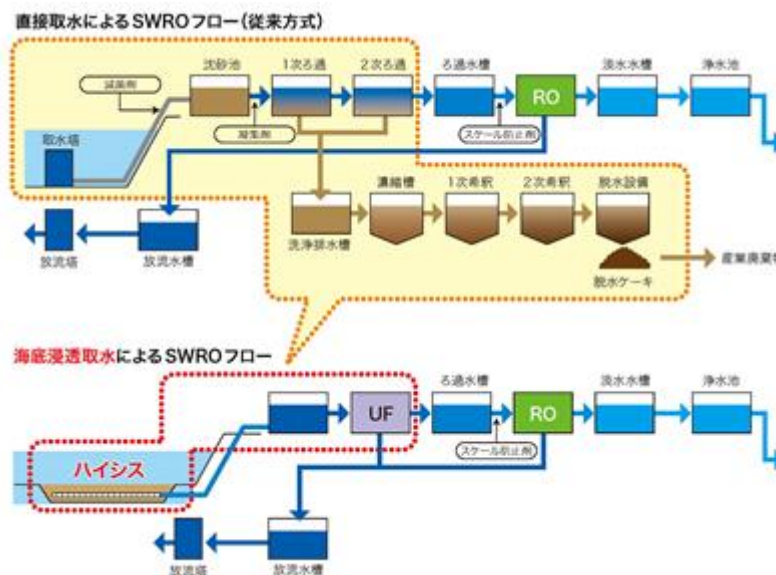 直接取水によるSWROフロー(従来方式)
滅菌剤
沈砂池
1次ろ過
2次ろ過
ろ過水槽
RO
淡水水槽
浄水池
取水塔
凝集剤
スケール防止剤
濃縮槽
1次希釈
2次希釈
脱水設備
洗浄排水槽
放流塔
放流水槽
脱水ケーキ
産業廃棄物
海底浸透取水によるSWROフロー
ろ過水槽
淡水水槽
浄水池
UF
RO
スケール防止剤
ハイシス
放流塔
放流水槽